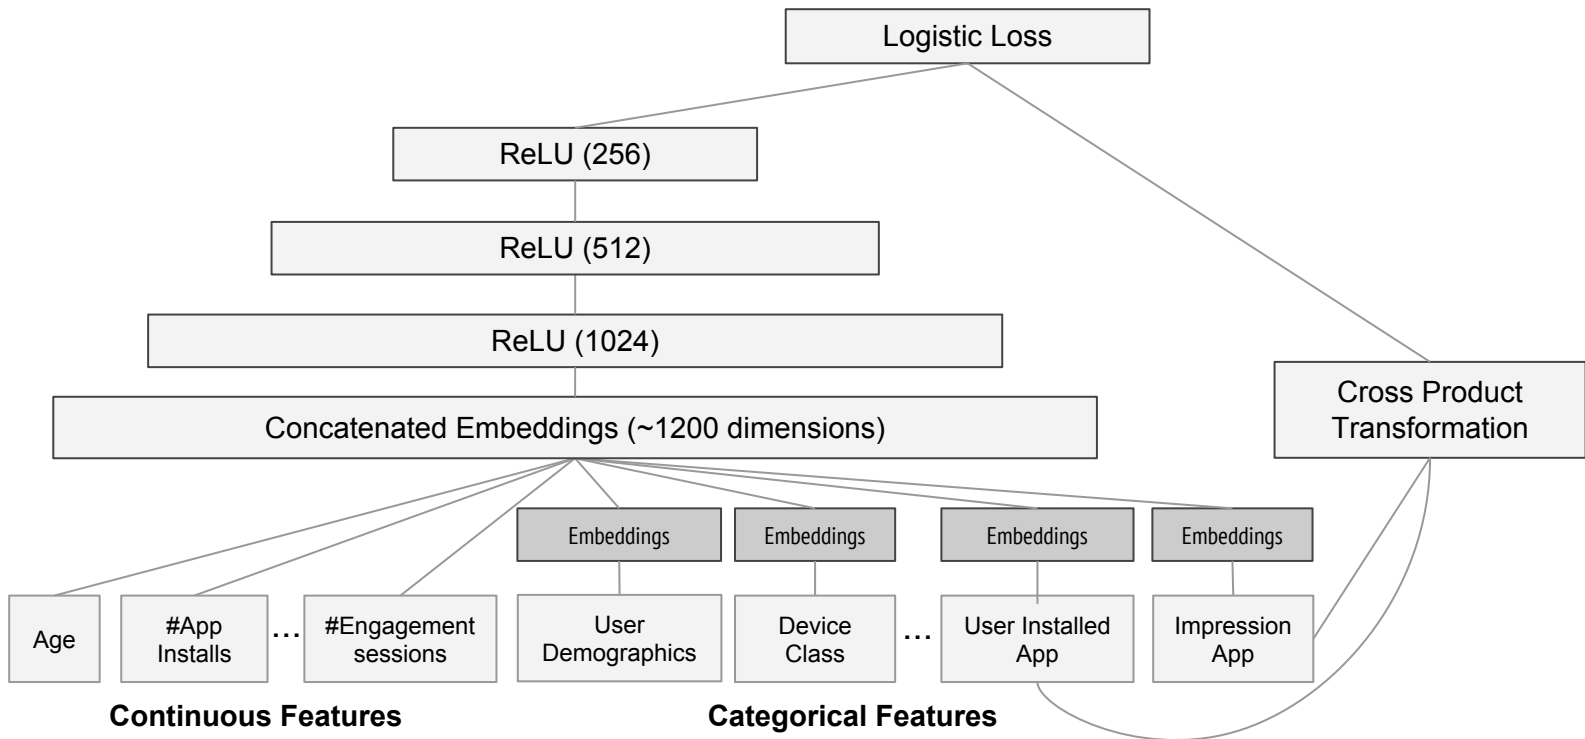 Logistic Loss
ReLU (256)
ReLU (512)
ReLU (1024)
Concatenated Embeddings (~1200 dimensions)
Cross Product
Transformation
Embeddings
Embeddings
Embeddings
Embeddings
Age
#App
Installs
...
#Engagement
sessions
User
Demographics
Device
Class
...
User Installed
App
Impression
App
Continuous Features
Categorical Features